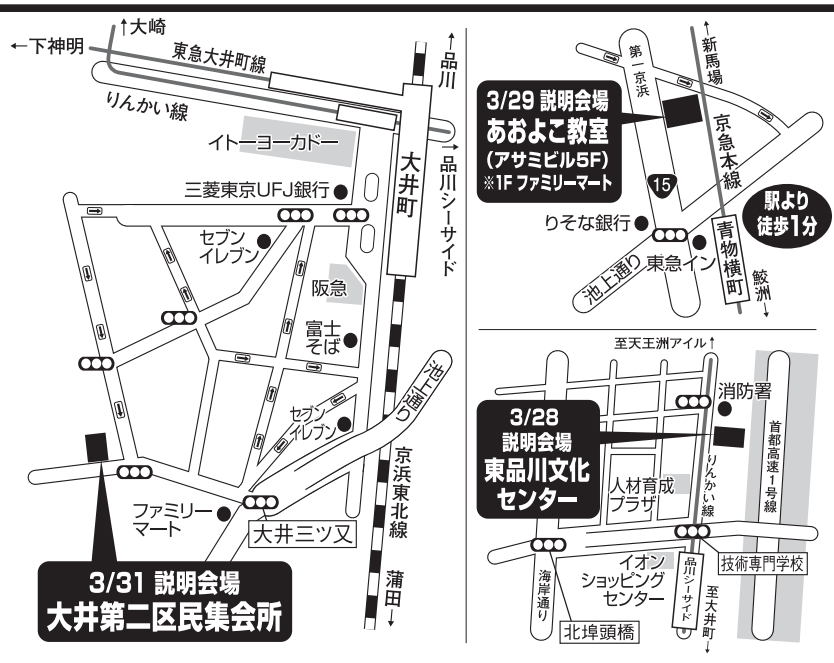 ↑大崎
←下神明
東急大井町線
りんかい線
↑品川
イトーヨーカドー
大井町
↓品川シーサイド
三菱東京UFJ銀行
セブン
イレブン
阪急
富士
そば
池上通り
セブン
イレブン
京浜東北線
ファミリー
マート
大井三ツ又
蒲田↓
3/31 説明会場
大井第二区民集会所
第一京浜
↑新馬場
3/29 説明会場
あおよこ教室
(アサミビル5F)
※1F ファミリーマート
京急本線
15
駅より
徒歩1分
りそな銀行
青物横町
池上通り
東急イン
鮫洲↓
至天王洲アイル↑
消防署
3/28
説明会場
東品川文化
センター
首都高速1号線
りんかい線
人材育成
プラザ
イオン
ショッピング
センター
技術専門学校
品川シーサイド
海岸通り
北埠頭橋
至大井町↓